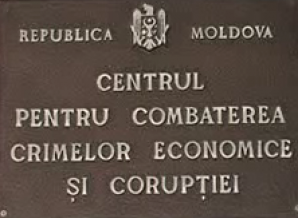 REPUBLICA MOLDOVA
CENTRUL
PENTRU COMBATEREA
CRIMELOR ECONOMICE
ȘI CORUPȚIEI